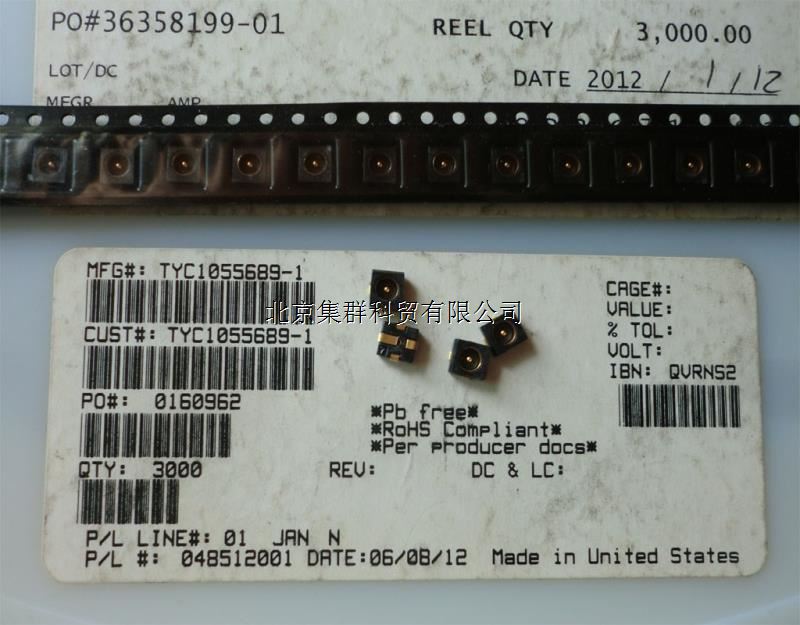 PO#36358199-01
REEL QTY 3,000.00
LOT/DC
DATE 2012 / 1 / 12
MFGR AMP
MFG#: TYC1055689-1
CAGE#:
北京集群科贸有限公司
VALUE:
CUST#: TYC1055689-1
% TOL:
VOLT:
IBN: QVRNS2
PO#: 0160962
*Pb free*
*RoHS Compliant*
*Per producer docs*
QTY: 3000 REV: DC & LC:
P/L LINE#: 01 JAN N
P/L #: 048512001 DATE:06/08/12 Made in United States